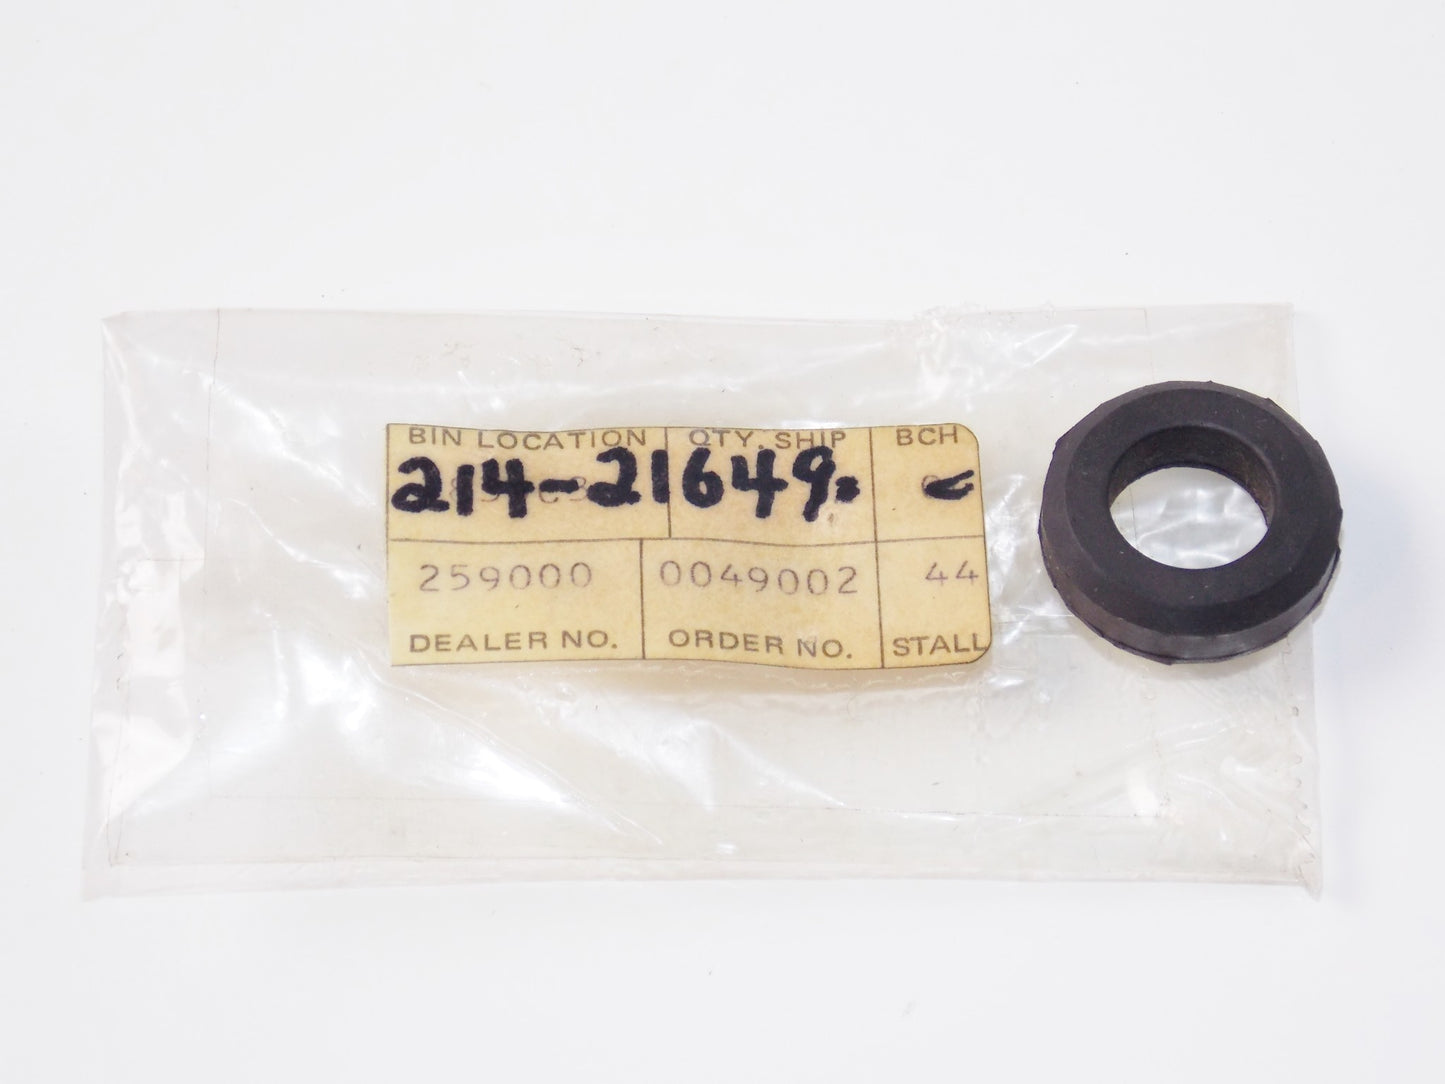 BIN LOCATION QTY. SHIP BCH
214-21649.
259000 0049002 44
DEALER NO. ORDER NO. STALL